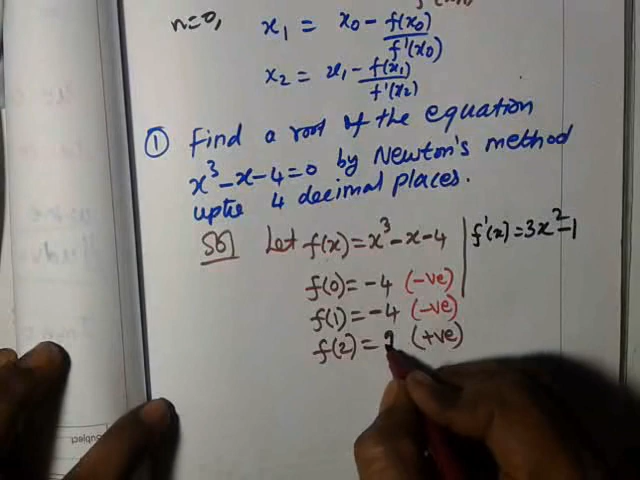 n=0, x₁ = x₀ - f(x₀)/f'(x₀)
x₂ = x₁ - f(x₁)/f'(x₂)
① Find a root of the equation
x³-x-4=0 by Newton's method
upto 4 decimal places.
Sol Let f(x)=x³-x-4 | f'(x)=3x²-1
f(0)=-4 (-ve)
f(1)=-4 (-ve)
f(2)=2 (+ve)